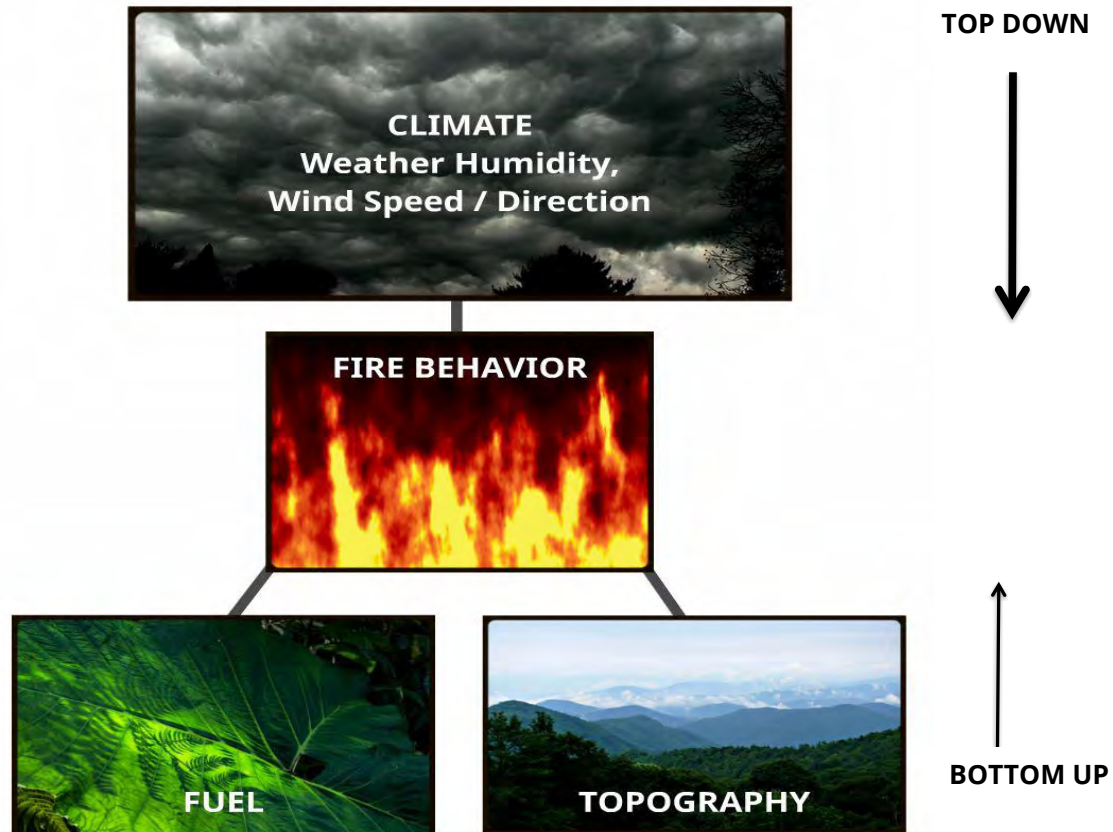 TOP DOWN
CLIMATE
Weather Humidity,
Wind Speed / Direction
FIRE BEHAVIOR
FUEL
TOPOGRAPHY
BOTTOM UP